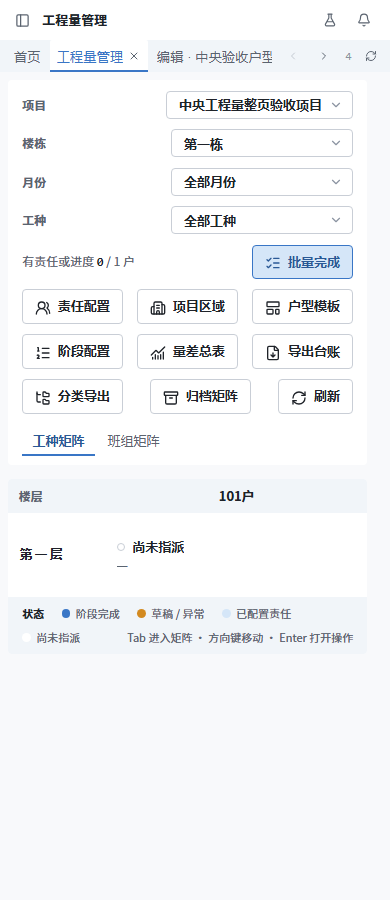 工程量管理
首页 工程量管理 编辑 · 中央验收户型 4
项目 中央工程量整页验收项目
楼栋 第一栋
月份 全部月份
工种 全部工种
有责任或进度 0 / 1 户 批量完成
责任配置 项目区域 户型模板
阶段配置 量差总表 导出台账
分类导出 归档矩阵 刷新
工种矩阵 班组矩阵
楼层 101户
第一层 尚未指派
—
状态 阶段完成 草稿 / 异常 已配置责任
尚未指派 Tab 进入矩阵 · 方向键移动 · Enter 打开操作